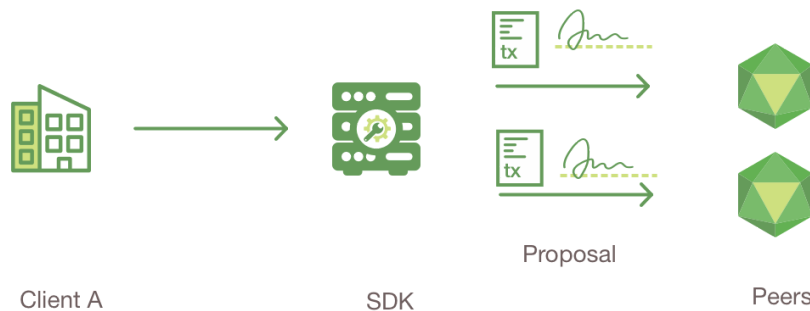 tx
tx
Proposal
Client A
SDK
Peers